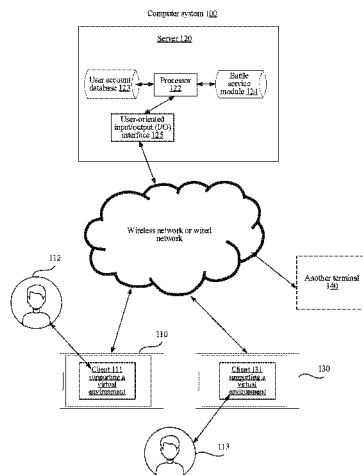 Computer system 100
Server 120
User account
database 123
Processor
122
Battle
service
module 124
User-oriented
input/output (I/O)
interface 125
Wireless network or wired
network
Another terminal
140
112
110
Client 111
supporting a
virtual
environment
Client 131
supporting a
virtual
environment
130
113